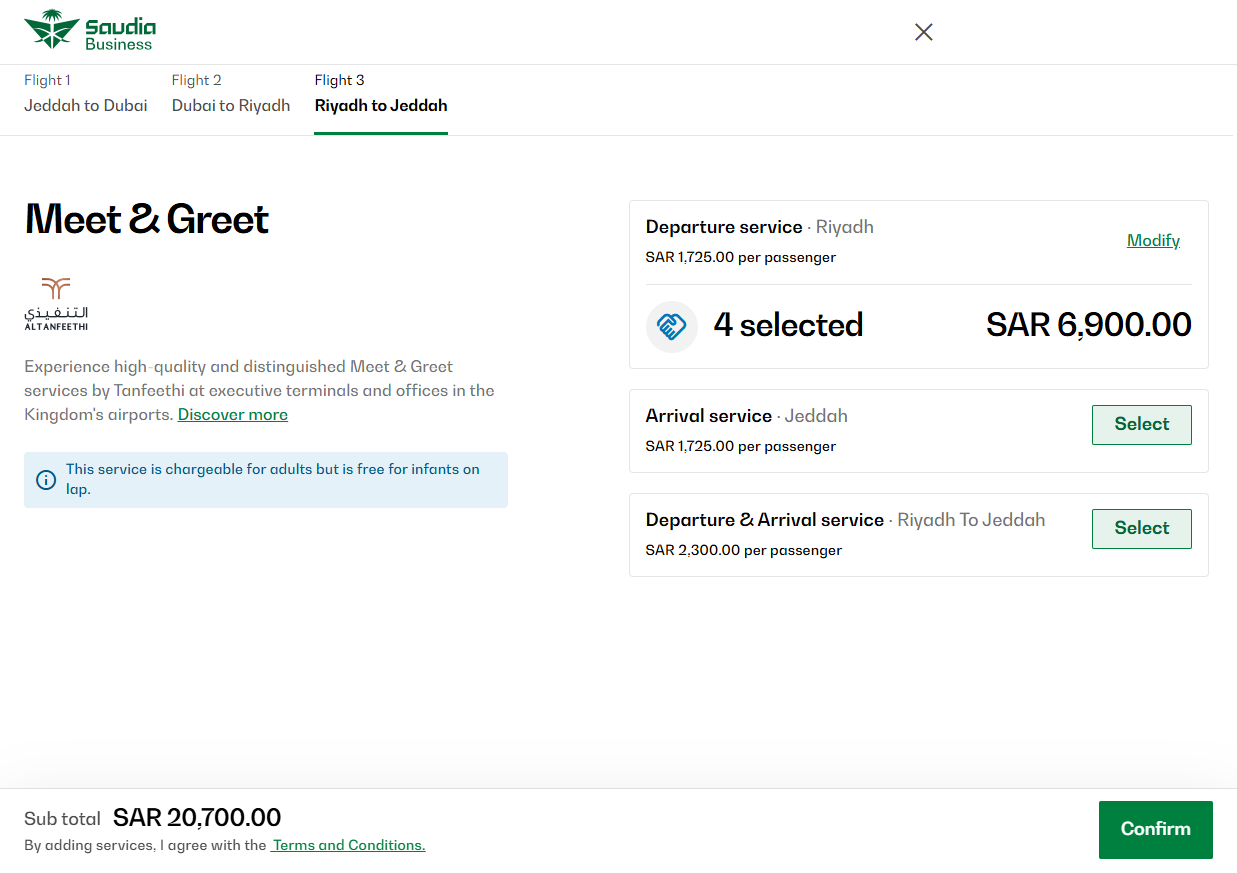 Saudia
Business
Flight 1
Jeddah to Dubai
Flight 2
Dubai to Riyadh
Flight 3
Riyadh to Jeddah
Meet & Greet
التنفيذي
ALTANFEETHI
Experience high-quality and distinguished Meet & Greet
services by Tanfeethi at executive terminals and offices in the
Kingdom's airports. Discover more
This service is chargeable for adults but is free for infants on
lap.
Departure service · Riyadh
SAR 1,725.00 per passenger
Modify
4 selected
SAR 6,900.00
Arrival service · Jeddah
SAR 1,725.00 per passenger
Select
Departure & Arrival service · Riyadh To Jeddah
SAR 2,300.00 per passenger
Select
Sub total SAR 20,700.00
By adding services, I agree with the Terms and Conditions.
Confirm